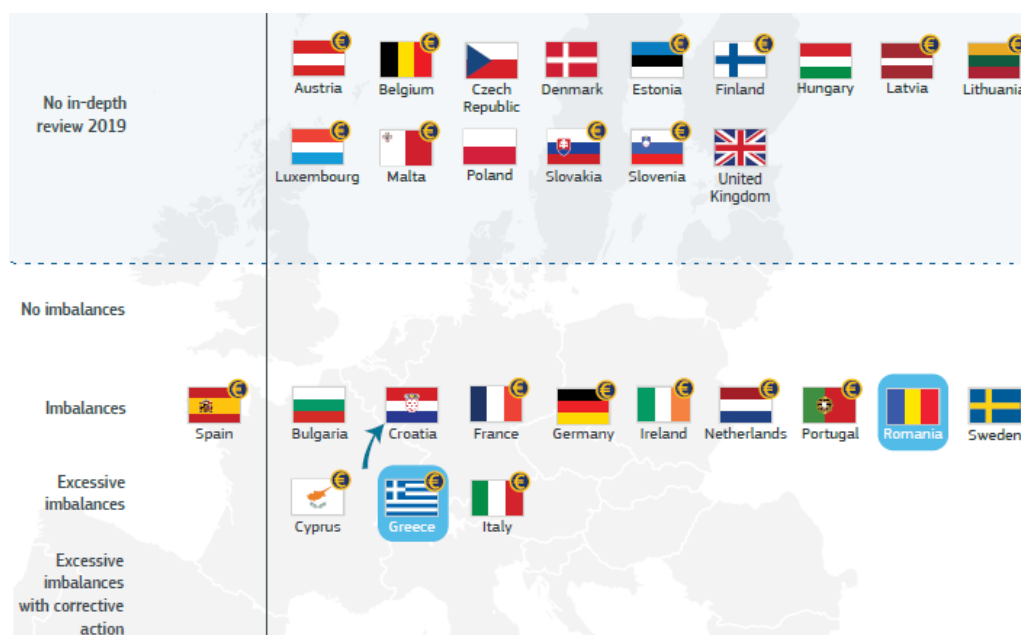 No in-depth
review 2019
Austria
Belgium
Czech
Republic
Denmark
Estonia
Finland
Hungary
Latvia
Lithuania
Luxembourg
Malta
Poland
Slovakia
Slovenia
United
Kingdom
No imbalances
Imbalances
Spain
Bulgaria
Croatia
France
Germany
Ireland
Netherlands
Portugal
Romania
Sweden
Excessive
imbalances
Cyprus
Greece
Italy
Excessive
imbalances
with corrective
action